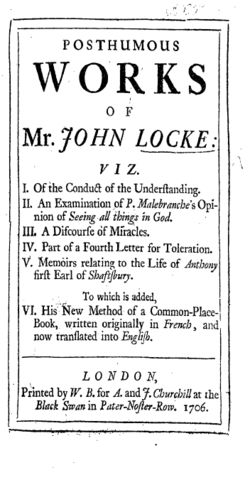 POSTHUMOUS
WORKS
OF
Mr. JOHN LOCKE:
VIZ.
I. Of the Conduct of the Underſtanding.
II. An Examination of P. Malebranche's Opi-
nion of Seeing all things in God.
III. A Diſcourſe of Miracles.
IV. Part of a Fourth Letter for Toleration.
V. Memoirs relating to the Life of Anthony
firſt Earl of Shaftſbury.
To which is added,
VI. His New Method of a Common-Place-
Book, written originally in French, and
now tranſlated into Engliſh.
LONDON,
Printed by W. B. for A. and J. Churchill at the
Black Swan in Pater-Noſter-Row. 1706.